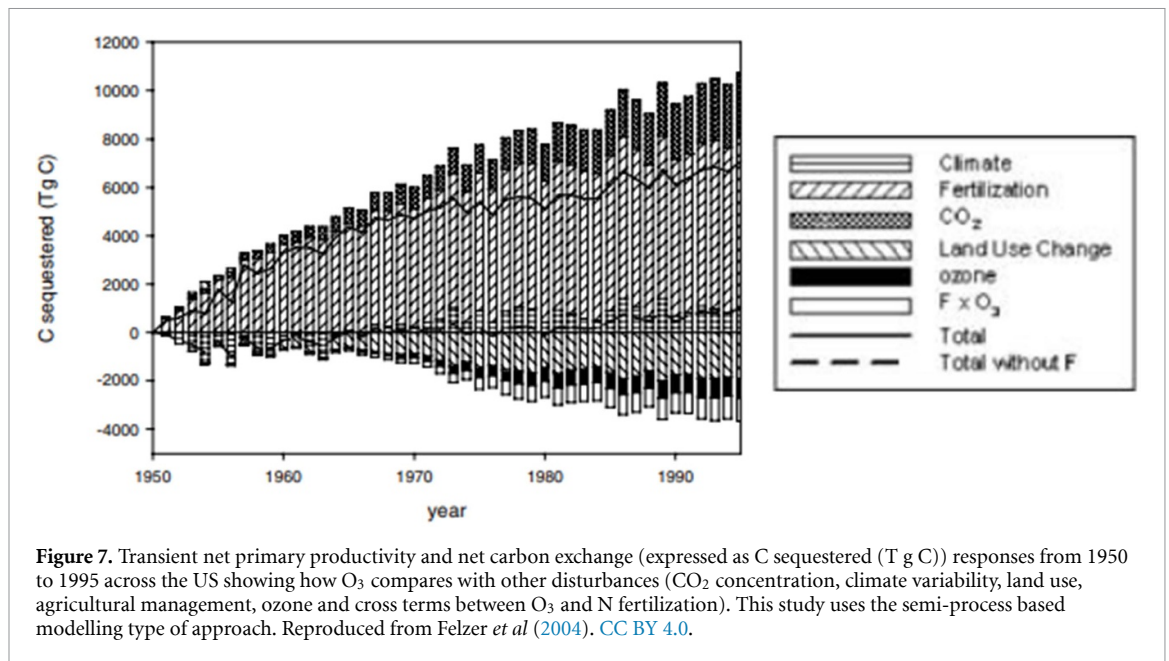 12000
10000
8000
6000
4000
2000
0
-2000
-4000
C sequestered (Tg C)
1950 1960 1970 1980 1990
year
Climate
Fertilization
CO₂
Land Use Change
ozone
F x O₃
Total
Total without F
Figure 7. Transient net primary productivity and net carbon exchange (expressed as C sequestered (T g C)) responses from 1950
to 1995 across the US showing how O₃ compares with other disturbances (CO₂ concentration, climate variability, land use,
agricultural management, ozone and cross terms between O₃ and N fertilization). This study uses the semi-process based
modelling type of approach. Reproduced from Felzer et al (2004). CC BY 4.0.